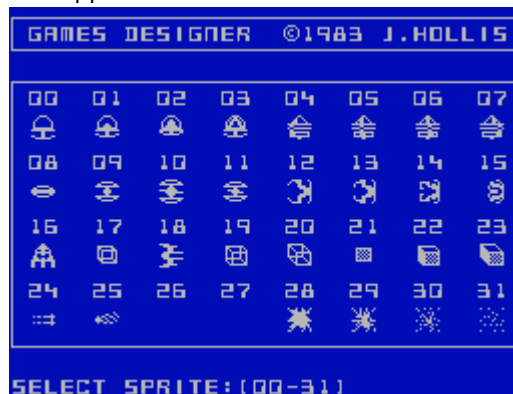 GAMES DESIGNER ©1983 J.HOLLIS
00 01 02 03 04 05 06 07
08 09 10 11 12 13 14 15
16 17 18 19 20 21 22 23
24 25 26 27 28 29 30 31
SELECT SPRITE:(00-31)